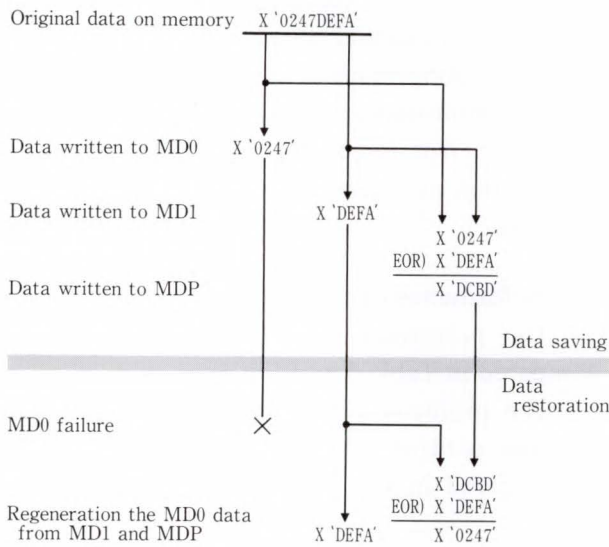 Original data on memory X ‘0247DEFA’
Data written to MD0 X ‘0247’
Data written to MD1 X ‘DEFA’
X ‘0247’
EOR) X ‘DEFA’
Data written to MDP X ‘DCBD’
Data saving
Data
restoration
MD0 failure
X ‘DCBD’
EOR) X ‘DEFA’
Regeneration the MD0 data
from MD1 and MDP X ‘DEFA’ X ‘0247’